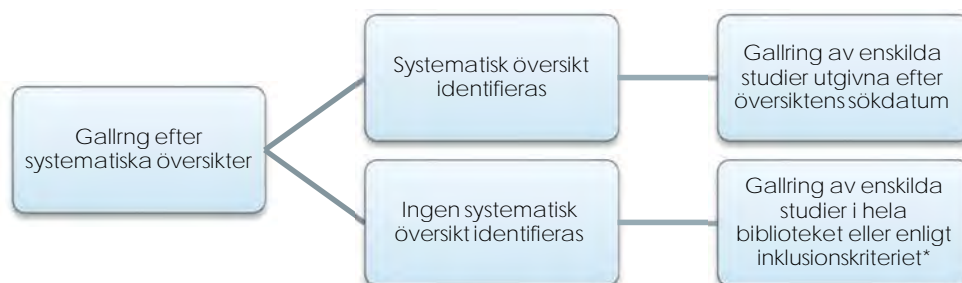 Gallrng efter
systematiska översikter
Systematisk översikt
identifieras
Gallring av enskilda
studier utgivna efter
översiktens sökdatum
Ingen systematisk
översikt identifieras
Gallring av enskilda
studier i hela
biblioteket eller enligt
inklusionskriteriet*